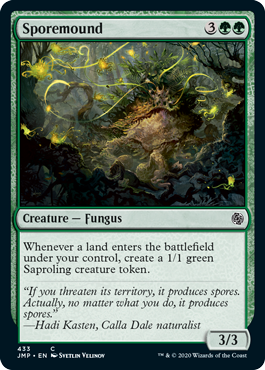 Sporemound 3
Creature — Fungus
Whenever a land enters the battlefield
under your control, create a 1/1 green
Saproling creature token.
“If you threaten its territory, it produces spores.
Actually, no matter what you do, it produces
spores.”
—Hadi Kasten, Calla Dale naturalist
3/3
433 C
JMP • EN SVETLIN VELINOV ™ & © 2020 Wizards of the Coast